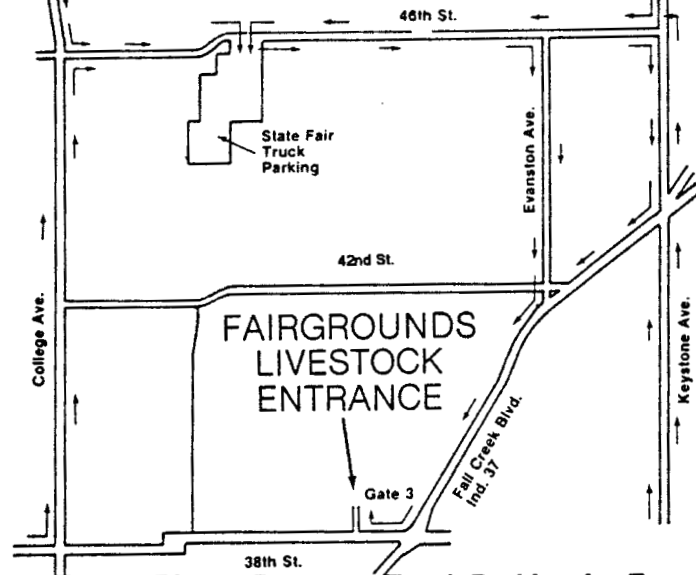 46th St.
State Fair
Truck
Parking
Evanston Ave.
42nd St.
College Ave.
FAIRGROUNDS
LIVESTOCK
ENTRANCE
Keystone Ave.
Fall Creek Blvd.
Ind. 37
Gate 3
38th St.